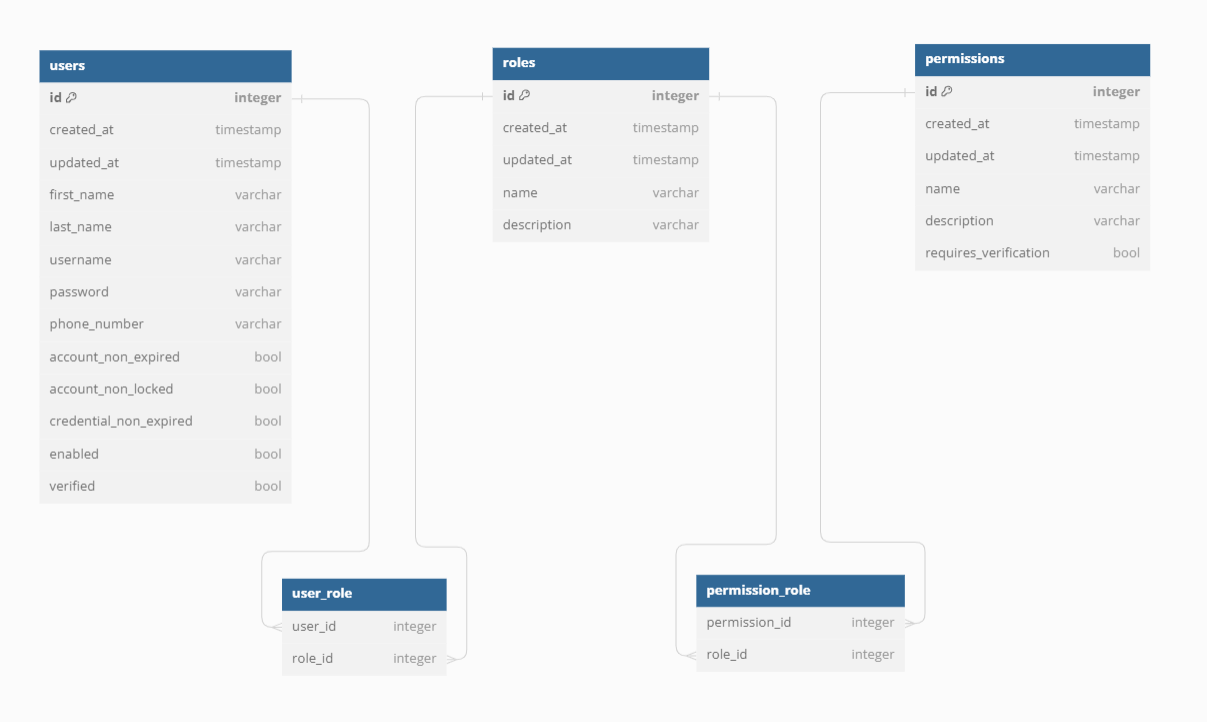 users
id integer
created_at timestamp
updated_at timestamp
first_name varchar
last_name varchar
username varchar
password varchar
phone_number varchar
account_non_expired bool
account_non_locked bool
credential_non_expired bool
enabled bool
verified bool
roles
id integer
created_at timestamp
updated_at timestamp
name varchar
description varchar
permissions
id integer
created_at timestamp
updated_at timestamp
name varchar
description varchar
requires_verification bool
user_role
user_id integer
role_id integer
permission_role
permission_id integer
role_id integer